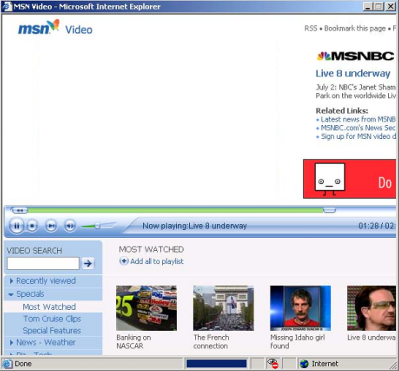 MSN Video - Microsoft Internet Explorer
msn Video
RSS • Bookmark this page • F
MSNBC
Live 8 underway
July 2: NBC's Janet Sham
Park on the worldwide Liv
Related Links:
• Latest news from MSNB
• MSNBC.com's News Sec
• Sign up for MSN video d
Do
Now playing:Live 8 underway
01:28 / 02
VIDEO SEARCH
MOST WATCHED
Add all to playlist
Recently viewed
Specials
Most Watched
Tom Cruise Clips
Special Features
News - Weather
25
Banking on
NASCAR
The French
connection
Missing Idaho girl
found
Live 8 underwa
Done
Internet